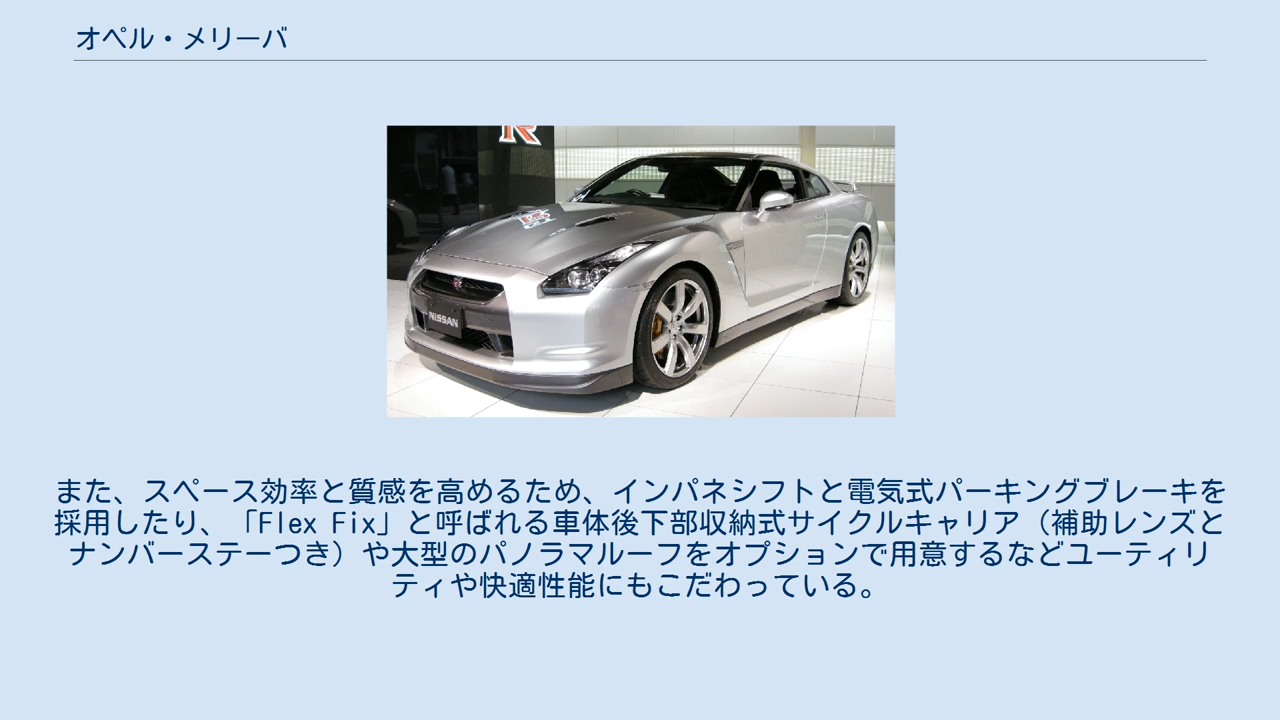 オペル・メリーバ
R
NISSAN
また、スペース効率と質感を高めるため、インパネシフトと電気式パーキングブレーキを
採用したり、「Flex Fix」と呼ばれる車体後下部収納式サイクルキャリア（補助レンズと
ナンバーステーつき）や大型のパノラマルーフをオプションで用意するなどユーティリ
ティや快適性能にもこだわっている。